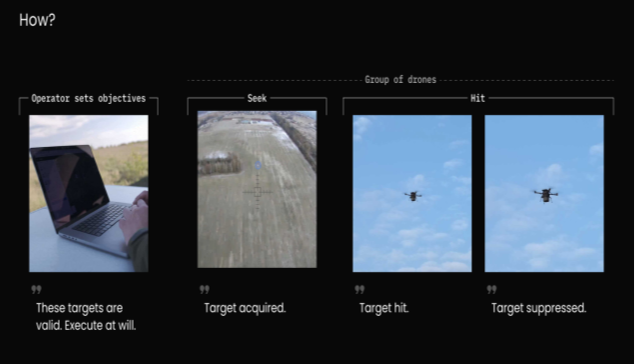 How?
Group of drones
Operator sets objectives
Seek
Hit
" These targets are
valid. Execute at will.
" Target acquired.
" Target hit.
" Target suppressed.